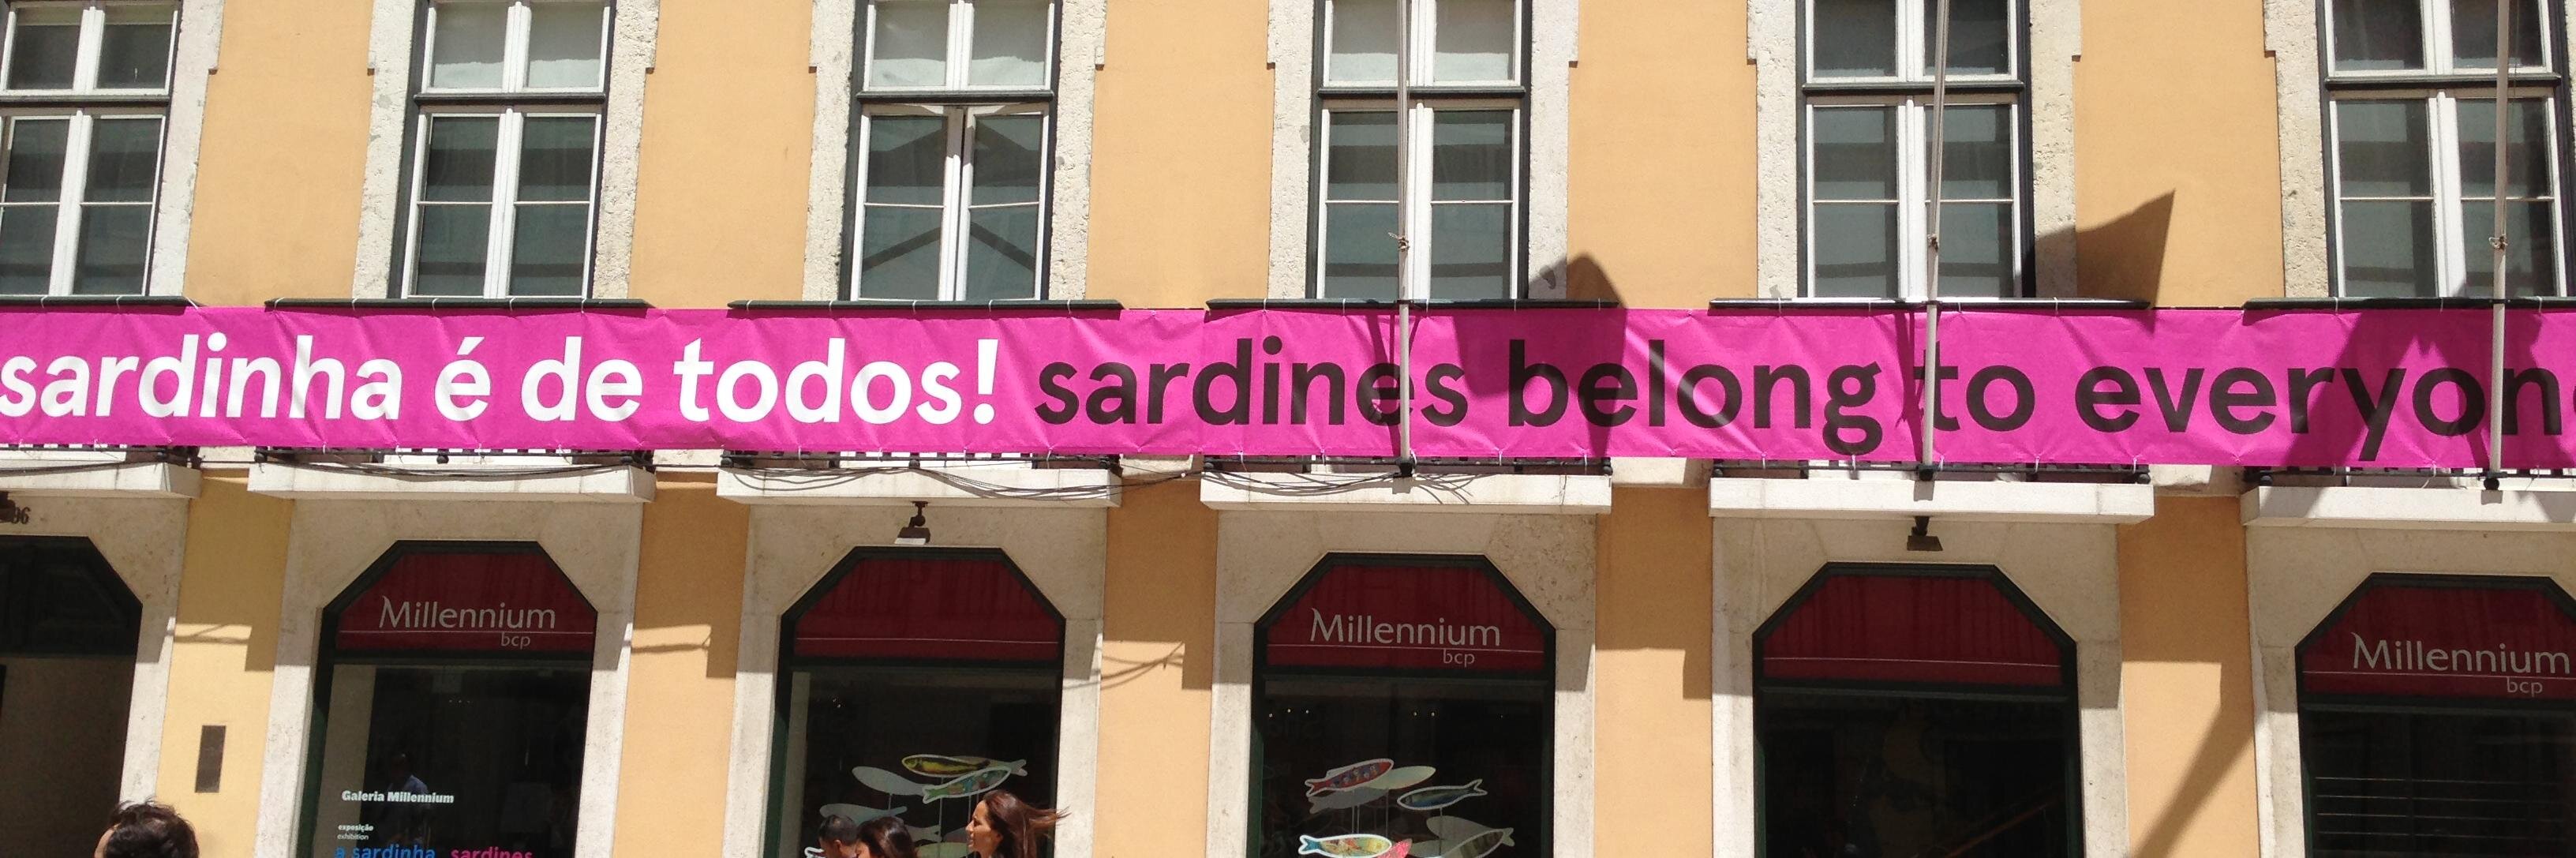 sardinha é de todos! sardines belong to everyon
Millennium
bcp
Millennium
bcp
Millennium
bcp
Galeria Millennium
exposição
exhibition
a sardinha sardines